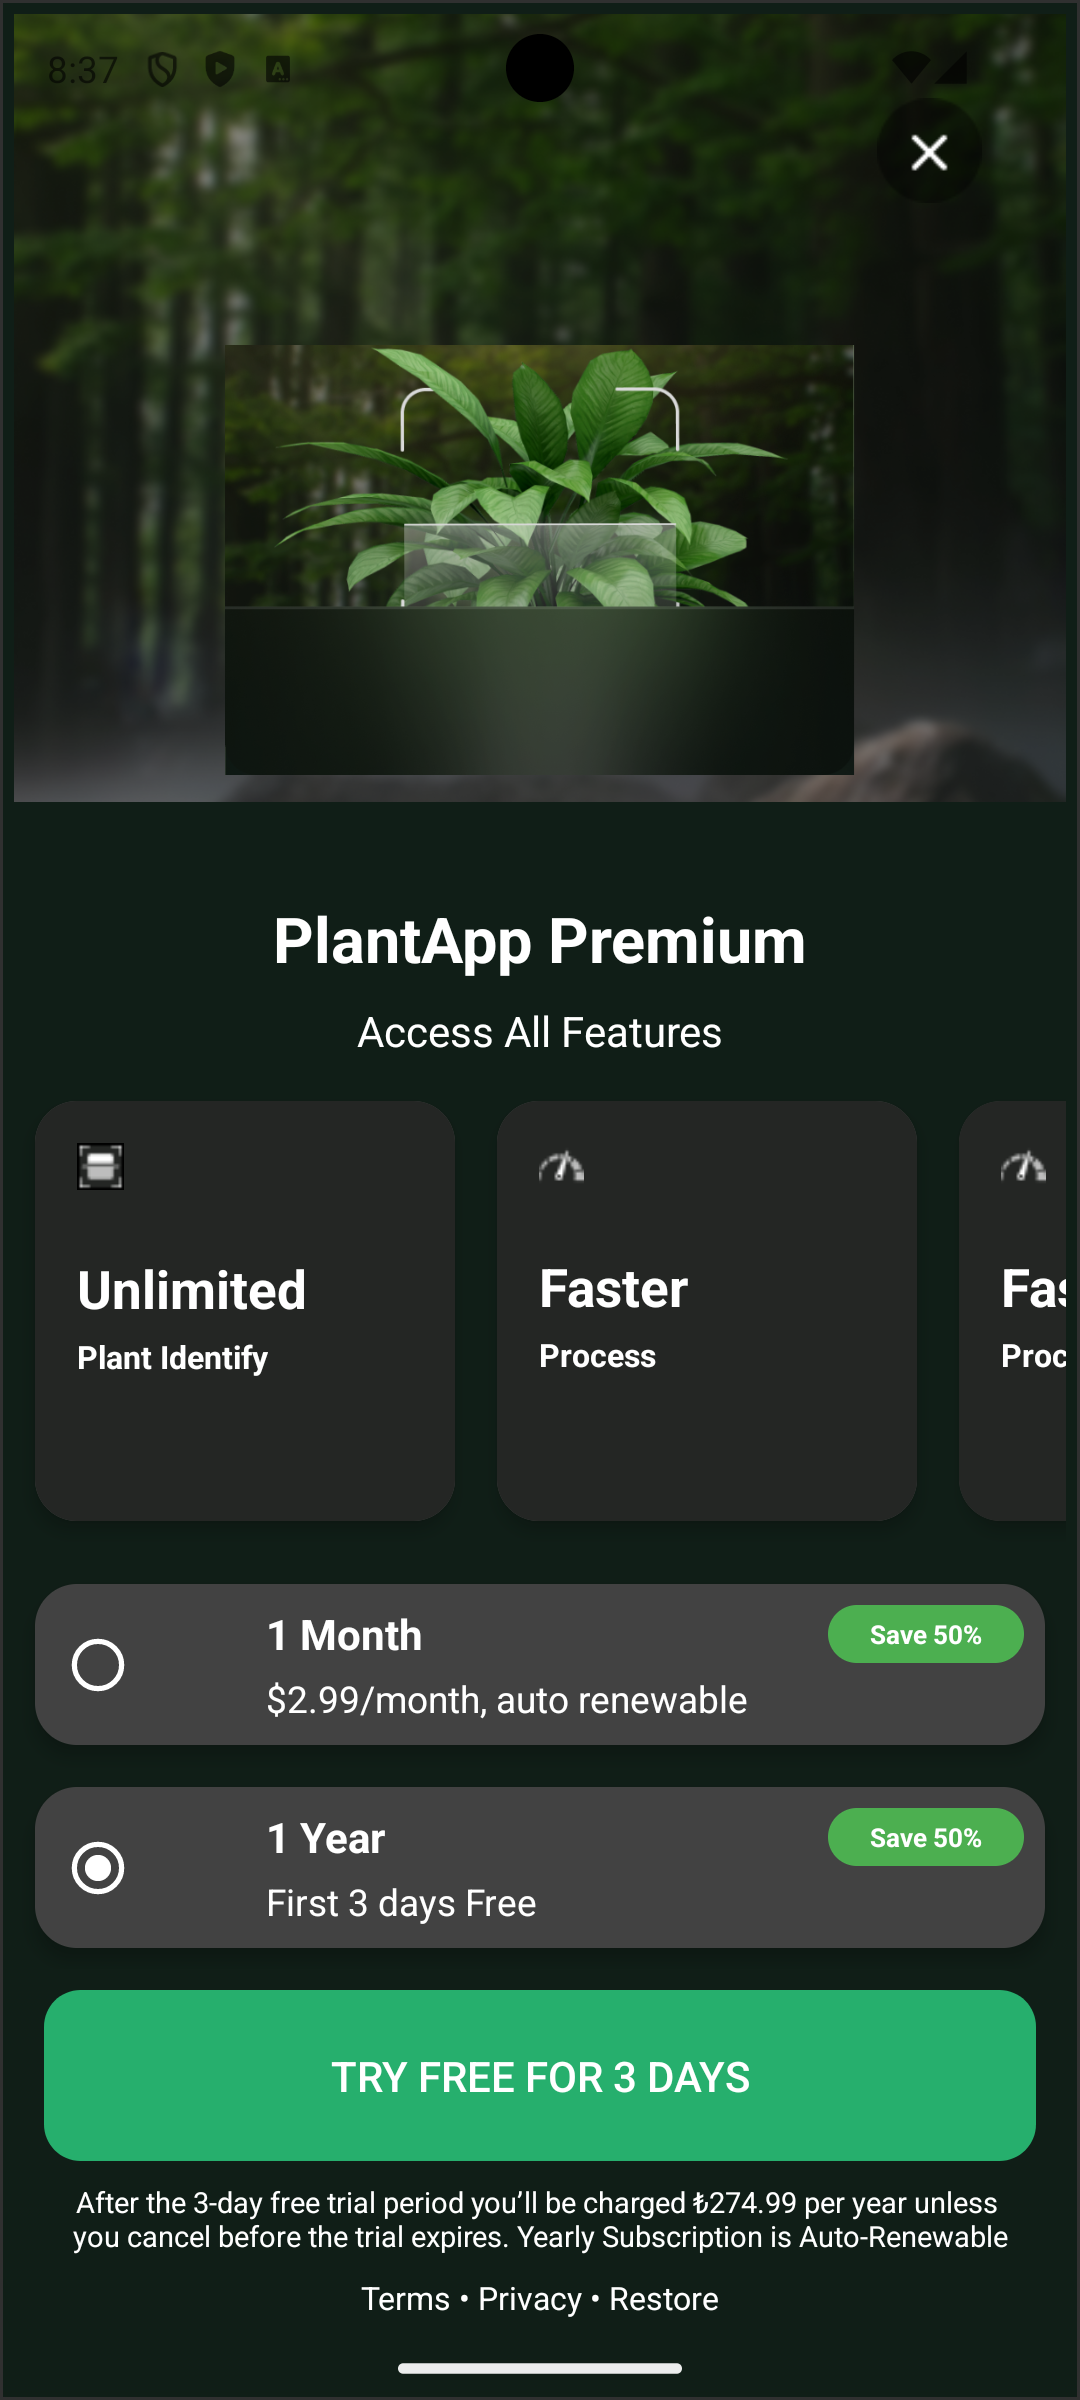 8:37
PlantApp Premium
Access All Features
Unlimited
Plant Identify
Faster
Process
Fas
Proc
1 Month
Save 50%
$2.99/month, auto renewable
1 Year
Save 50%
First 3 days Free
TRY FREE FOR 3 DAYS
After the 3-day free trial period you’ll be charged ₺274.99 per year unless
you cancel before the trial expires. Yearly Subscription is Auto-Renewable
Terms • Privacy • Restore